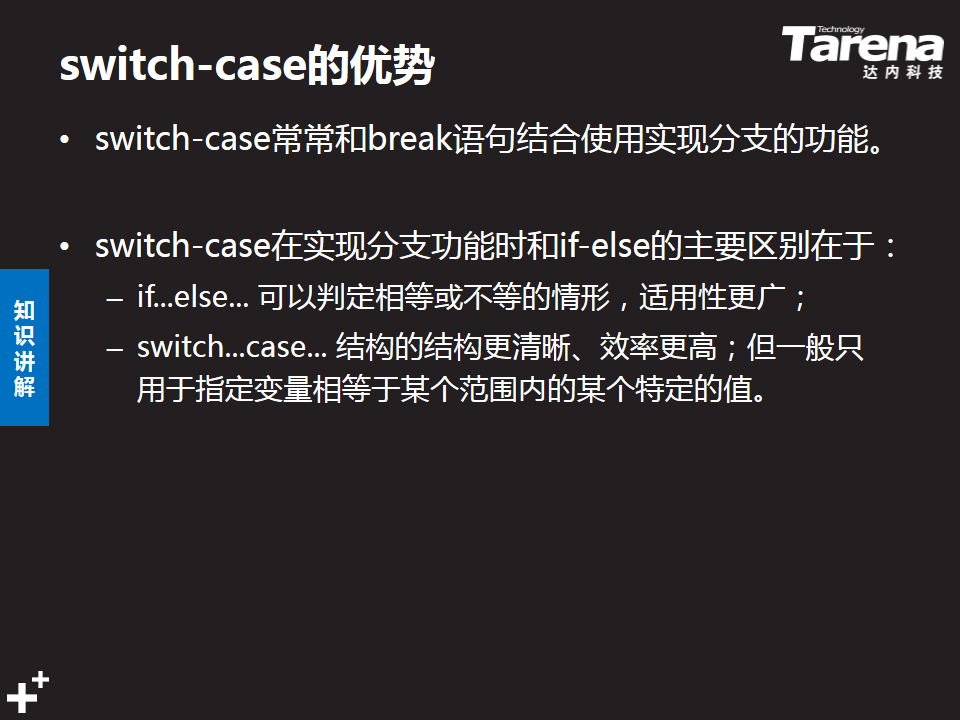 switch-case的优势
Technology
Tarena
达内科技
• switch-case常常和break语句结合使用实现分支的功能。
• switch-case在实现分支功能时和if-else的主要区别在于：
– if...else... 可以判定相等或不等的情形，适用性更广；
– switch...case... 结构的结构更清晰、效率更高；但一般只
用于指定变量相等于某个范围内的某个特定的值。
知
识
讲
解